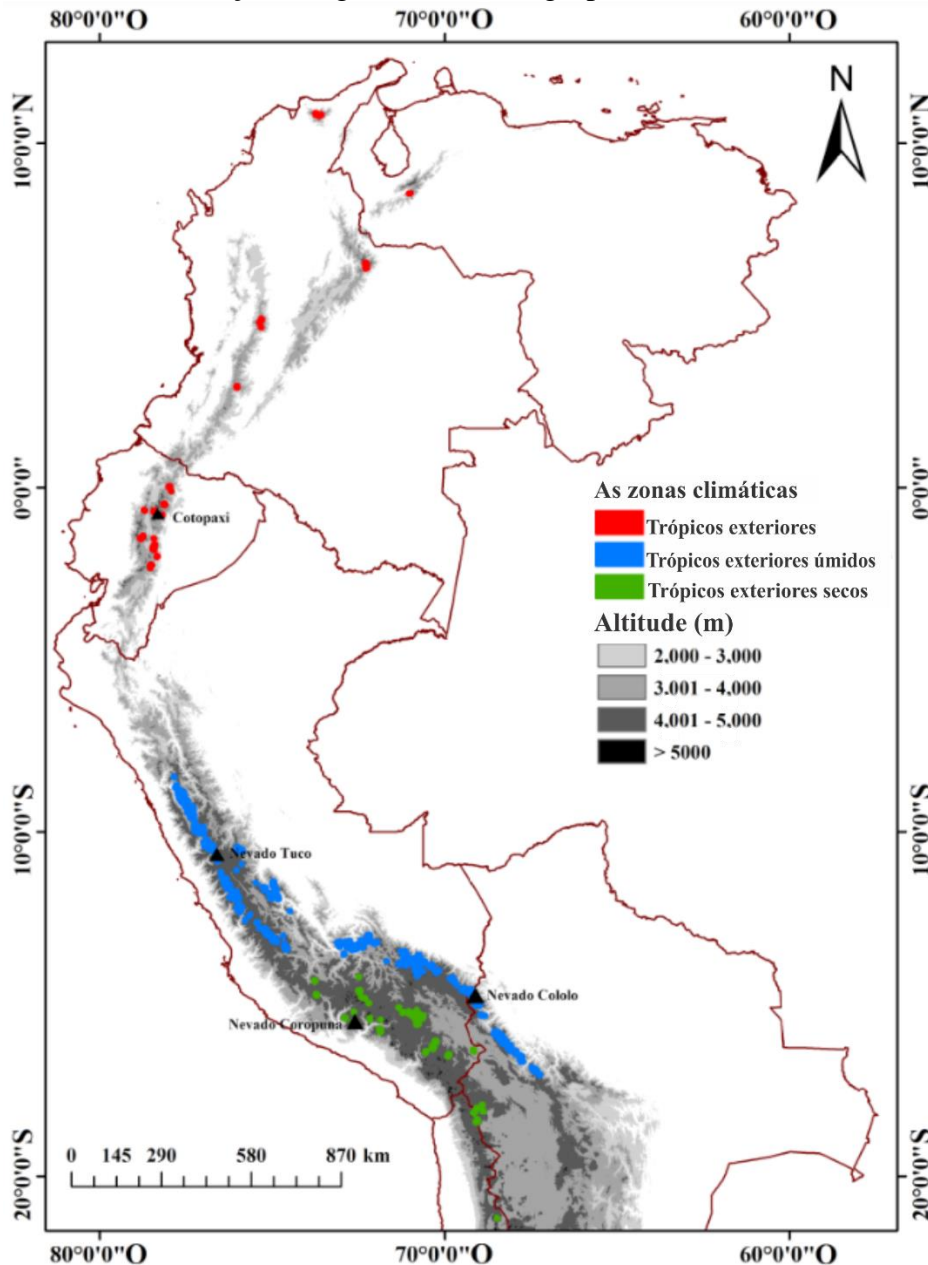 80°0'0"O 70°0'0"O 60°0'0"O
N
10°0'0"N
10°0'0"N
0°0'0"
0°0'0"
As zonas climáticas
Trópicos exteriores
Cotopaxi
Trópicos exteriores úmidos
Trópicos exteriores secos
Altitude (m)
2.000 - 3.000
3.001 - 4.000
4.001 - 5.000
> 5000
10°0'0"S
10°0'0"S
Nevado Tuco
Nevado Cololo
Nevado Coropuna
0 145 290 580 870 km
20°0'0"S
20°0'0"S
80°0'0"O 70°0'0"O 60°0'0"O